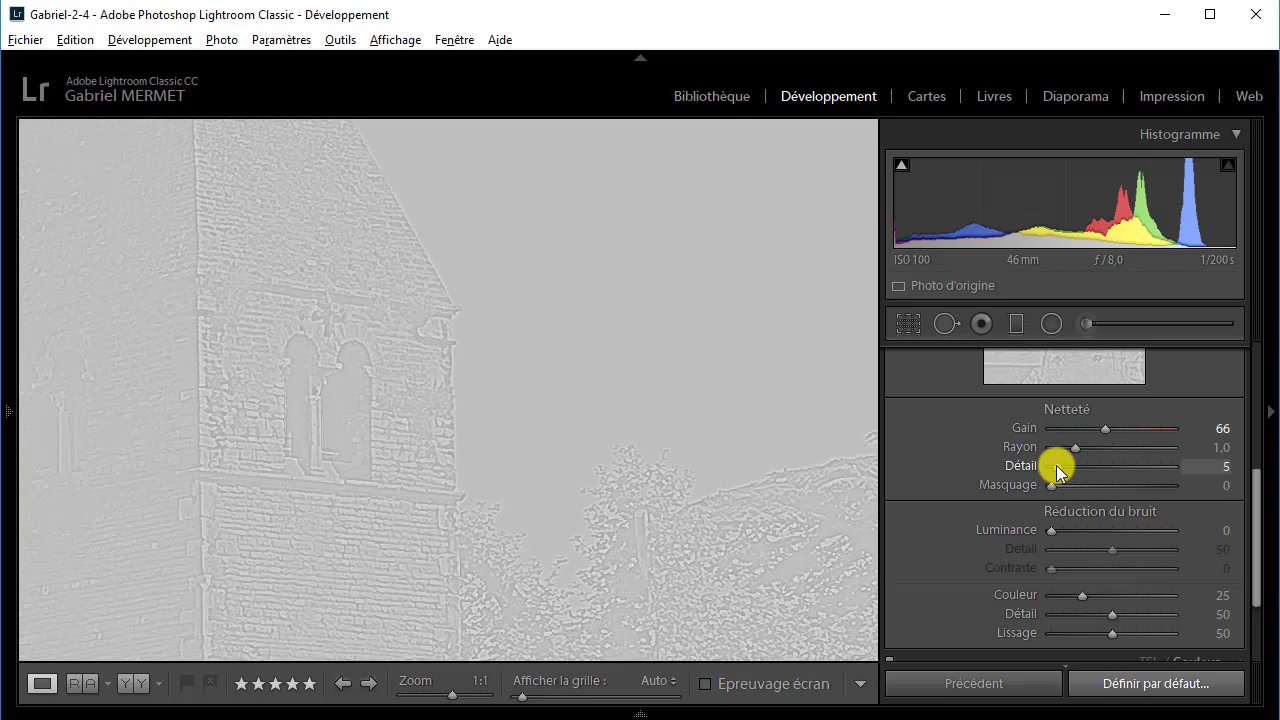 Lr Gabriel-2-4 - Adobe Photoshop Lightroom Classic - Développement
Fichier Edition Développement Photo Paramètres Outils Affichage Fenêtre Aide
Lr Adobe Lightroom Classic CC
Gabriel MERMET
Bibliothèque Développement Cartes Livres Diaporama Impression Web
Histogramme
ISO 100 46 mm ƒ / 8,0 1/200 s
Photo d'origine
Netteté
Gain 66
Rayon 1,0
Détail 5
Masquage 0
Réduction du bruit
Luminance 0
Détail 50
Contraste 0
Couleur 25
Détail 50
Lissage 50
TSL / Couleur
R A Y Y Zoom 1:1 Afficher la grille : Auto Epreuvage écran
Précédent Définir par défaut...